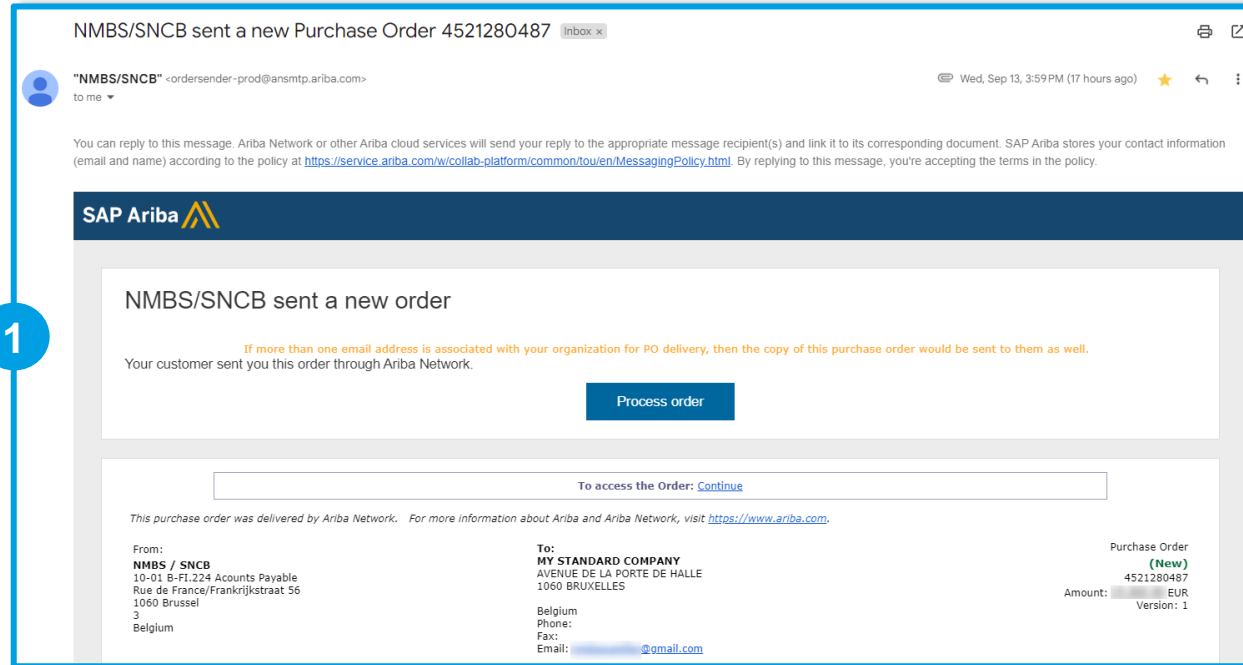 NMBS/SNCB sent a new Purchase Order 4521280487 Inbox ×
"NMBS/SNCB" <ordersender-prod@ansmtp.ariba.com>
Wed, Sep 13, 3:59 PM (17 hours ago)
to me
You can reply to this message. Ariba Network or other Ariba cloud services will send your reply to the appropriate message recipient(s) and link it to its corresponding document. SAP Ariba stores your contact information
(email and name) according to the policy at https://service.ariba.com/w/collab-platform/common/tou/en/MessagingPolicy.html. By replying to this message, you're accepting the terms in the policy.
SAP Ariba
NMBS/SNCB sent a new order
1
If more than one email address is associated with your organization for PO delivery, then the copy of this purchase order would be sent to them as well.
Your customer sent you this order through Ariba Network.
Process order
To access the Order: Continue
This purchase order was delivered by Ariba Network. For more information about Ariba and Ariba Network, visit https://www.ariba.com.
From:
NMBS / SNCB
10-01 B-FI.224 Acounts Payable
Rue de France/Frankrijkstraat 56
1060 Brussel
3
Belgium
To:
MY STANDARD COMPANY
AVENUE DE LA PORTE DE HALLE
1060 BRUXELLES
Belgium
Phone:
Fax:
Email: @gmail.com
Purchase Order
(New)
4521280487
Amount: EUR
Version: 1